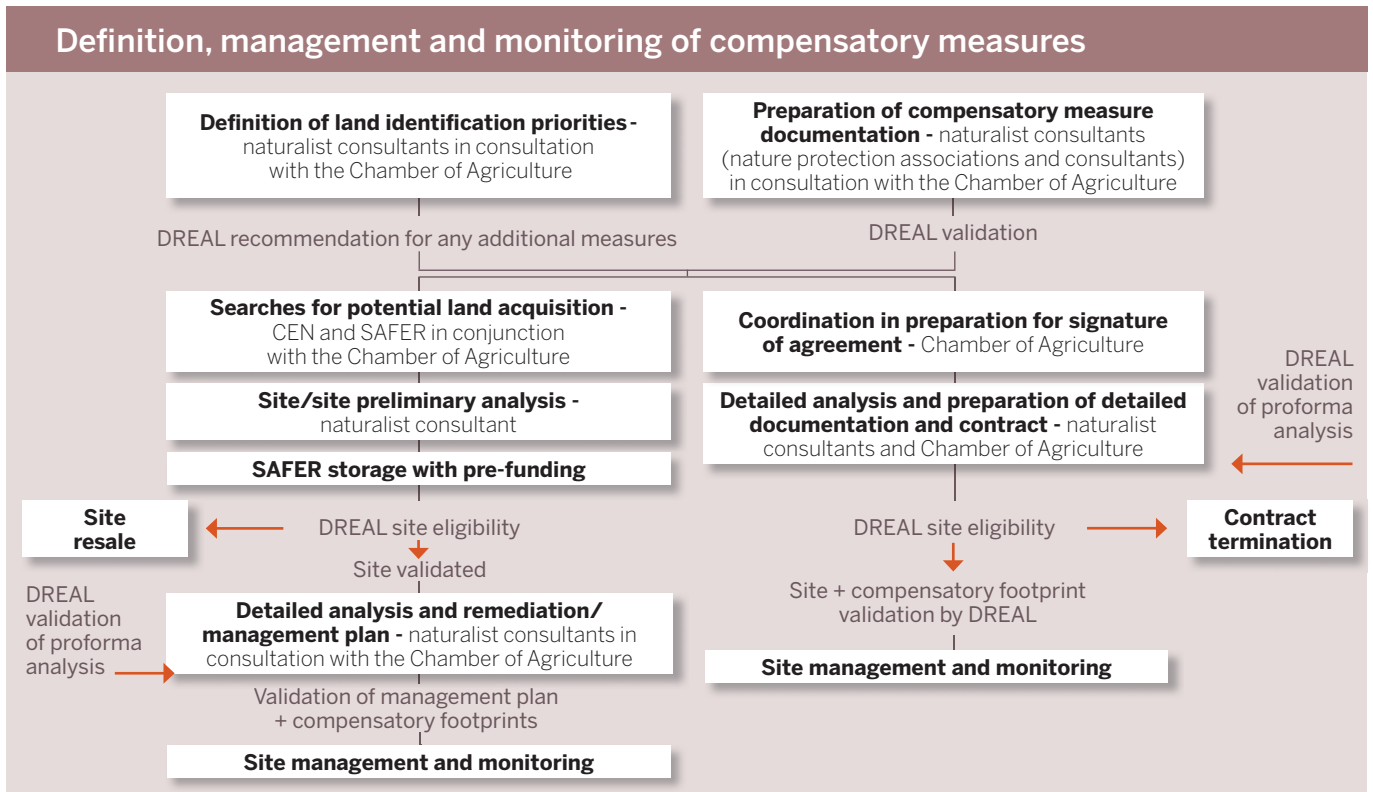 Definition, management and monitoring of compensatory measures
Definition of land identification priorities -
naturalist consultants in consultation
with the Chamber of Agriculture
Preparation of compensatory measure
documentation - naturalist consultants
(nature protection associations and consultants)
in consultation with the Chamber of Agriculture
DREAL recommendation for any additional measures
DREAL validation
Searches for potential land acquisition -
CEN and SAFER in conjunction
with the Chamber of Agriculture
Site/site preliminary analysis -
naturalist consultant
SAFER storage with pre-funding
Coordination in preparation for signature
of agreement - Chamber of Agriculture
Detailed analysis and preparation of detailed
documentation and contract - naturalist
consultants and Chamber of Agriculture
DREAL
validation
of proforma
analysis
Site
resale
DREAL site eligibility
Site validated
DREAL site eligibility
Contract
termination
DREAL
validation
of proforma
analysis
Detailed analysis and remediation/
management plan - naturalist consultants in
consultation with the Chamber of Agriculture
Site + compensatory footprint
validation by DREAL
Site management and monitoring
Validation of management plan
+ compensatory footprints
Site management and monitoring